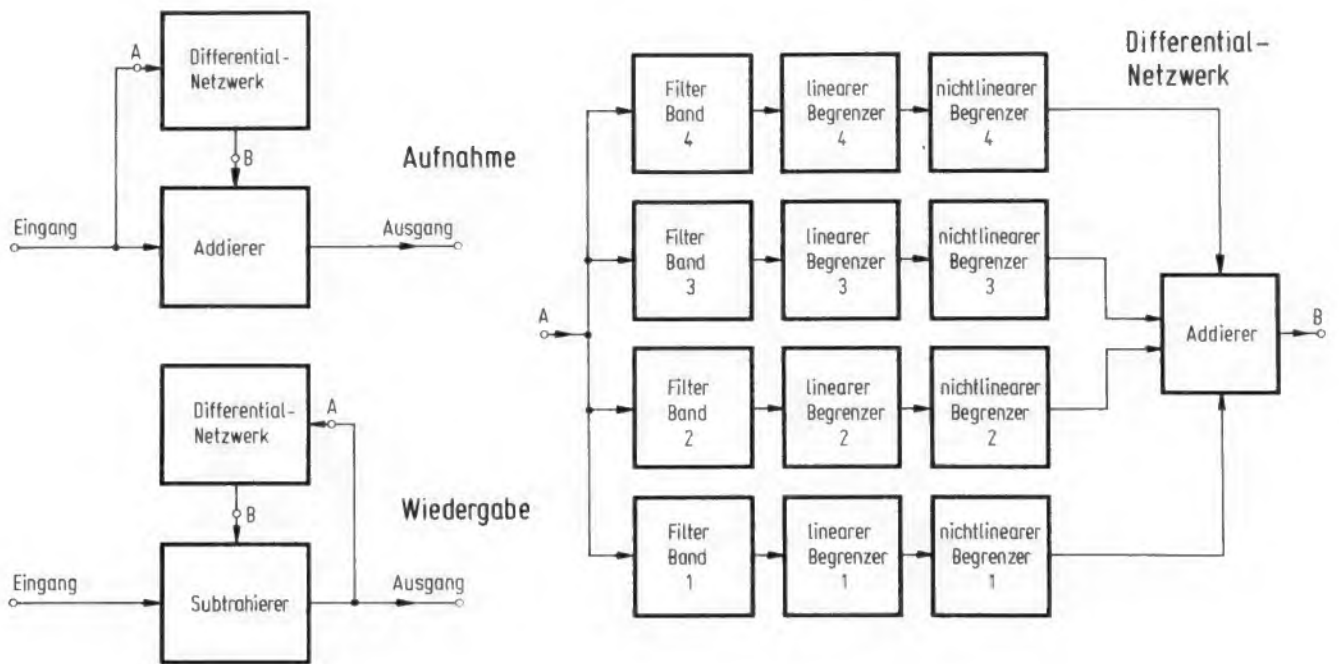 A
Differential-
Netzwerk
B
Aufnahme
Eingang
Addierer
Ausgang
Differential-
Netzwerk
A
B
Wiedergabe
Eingang
Subtrahierer
Ausgang
Differential-
Netzwerk
Filter
Band
4
linearer
Begrenzer
4
nichtlinearer
Begrenzer
4
Filter
Band
3
linearer
Begrenzer
3
nichtlinearer
Begrenzer
3
A
Addierer
B
Filter
Band
2
linearer
Begrenzer
2
nichtlinearer
Begrenzer
2
Filter
Band
1
linearer
Begrenzer
1
nichtlinearer
Begrenzer
1